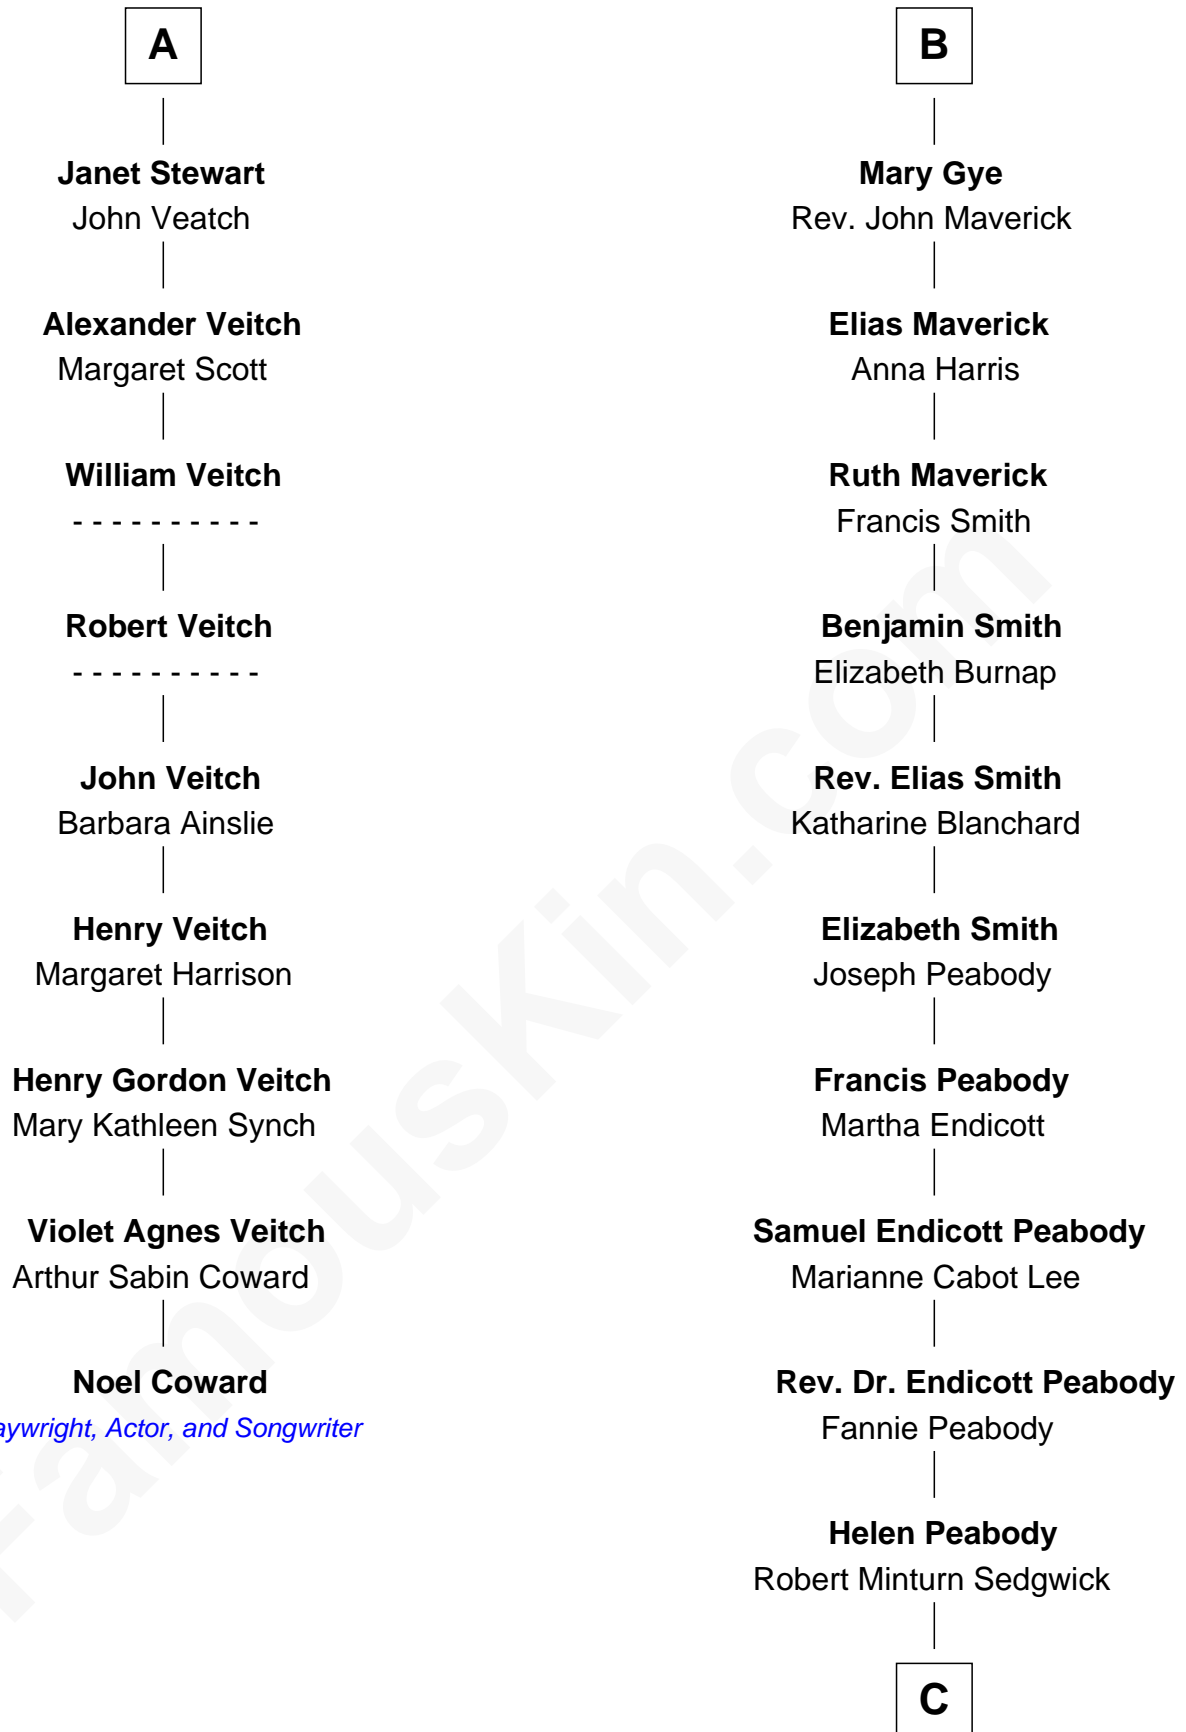 A
Janet Stewart
John Veatch
Alexander Veitch
Margaret Scott
William Veitch
- - - - - - - - - -
Robert Veitch
- - - - - - - - - -
John Veitch
Barbara Ainslie
Henry Veitch
Margaret Harrison
Henry Gordon Veitch
Mary Kathleen Synch
Violet Agnes Veitch
Arthur Sabin Coward
Noel Coward
aywright, Actor, and Songwriter
B
Mary Gye
Rev. John Maverick
Elias Maverick
Anna Harris
Ruth Maverick
Francis Smith
Benjamin Smith
Elizabeth Burnap
Rev. Elias Smith
Katharine Blanchard
Elizabeth Smith
Joseph Peabody
Francis Peabody
Martha Endicott
Samuel Endicott Peabody
Marianne Cabot Lee
Rev. Dr. Endicott Peabody
Fannie Peabody
Helen Peabody
Robert Minturn Sedgwick
C
FamousKin.com